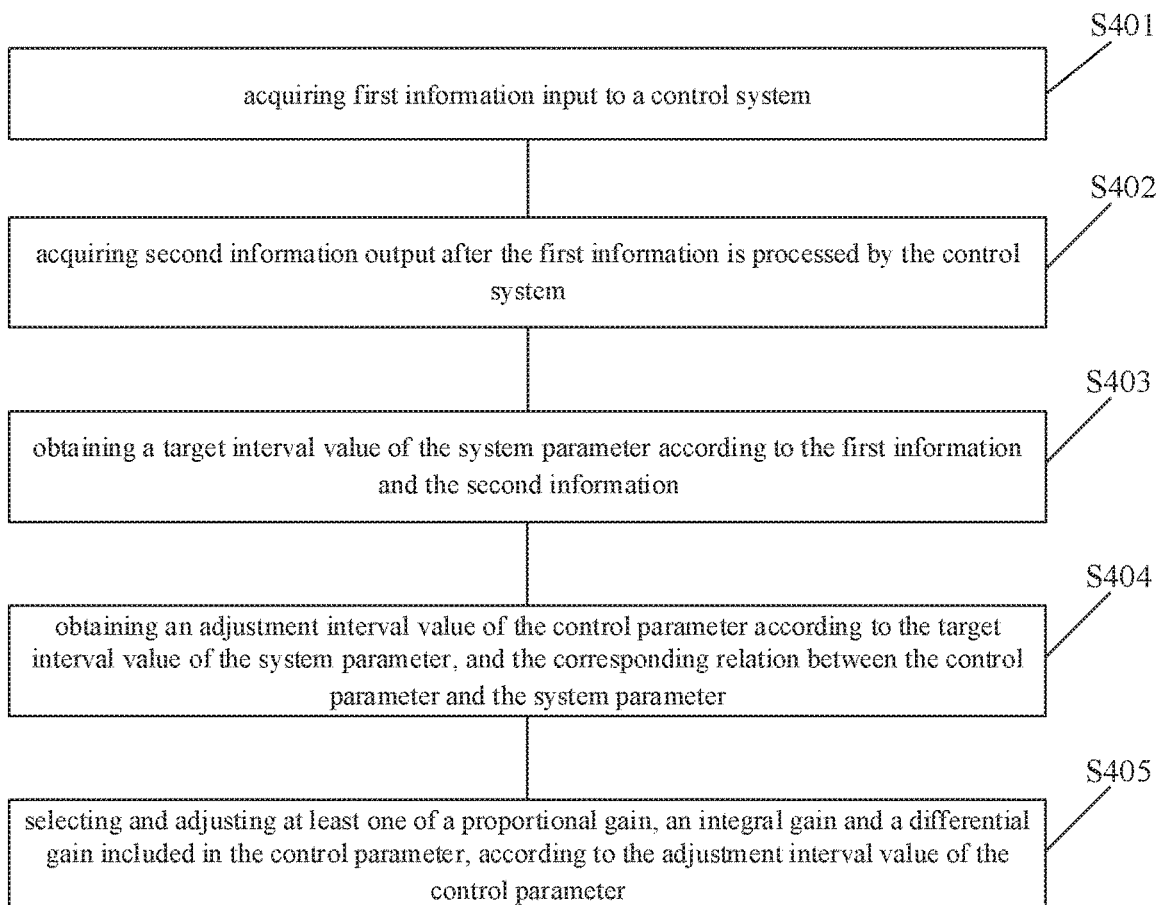 S401
acquiring first information input to a control system
S402
acquiring second information output after the first information is processed by the control
system
S403
obtaining a target interval value of the system parameter according to the first information
and the second information
S404
obtaining an adjustment interval value of the control parameter according to the target
interval value of the system parameter, and the corresponding relation between the control
parameter and the system parameter
S405
selecting and adjusting at least one of a proportional gain, an integral gain and a differential
gain included in the control parameter, according to the adjustment interval value of the
control parameter